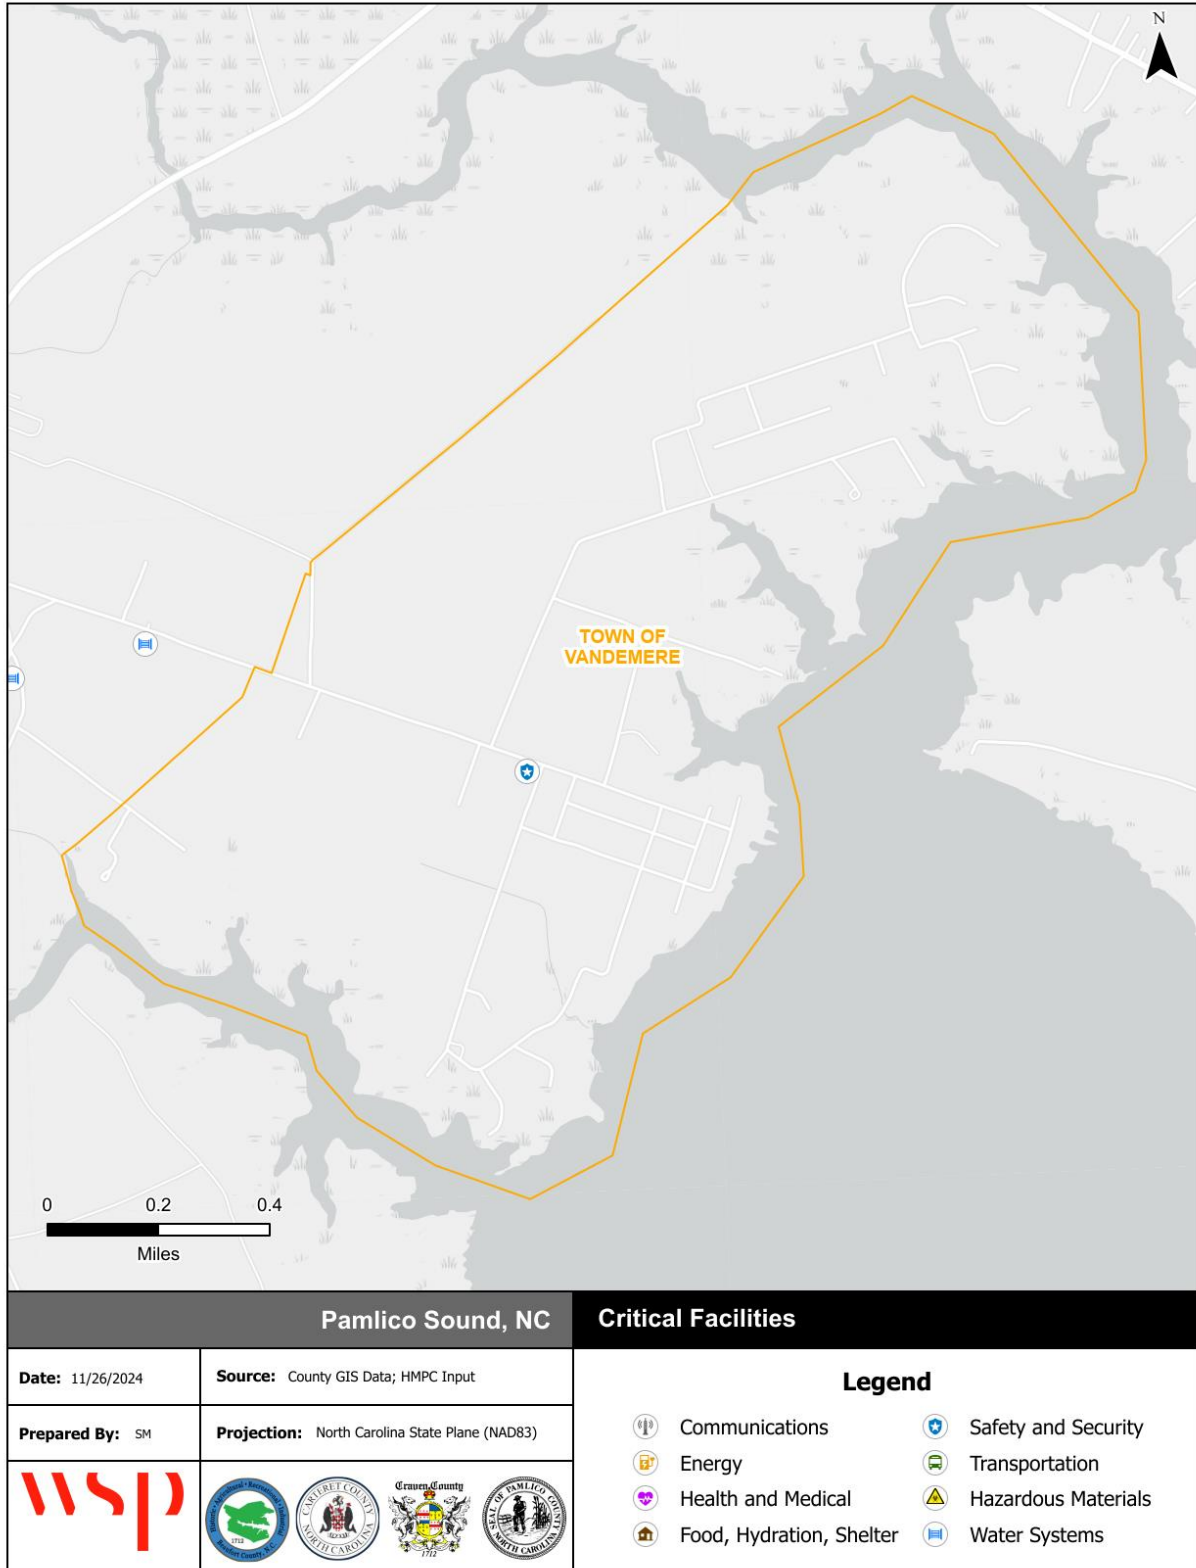 N
TOWN OF
VANDEMERE
0 0.2 0.4
Miles
Pamlico Sound, NC
Critical Facilities
Date: 11/26/2024
Source: County GIS Data; HMPC Input
Prepared By: SM
Projection: North Carolina State Plane (NAD83)
Legend
Communications
Safety and Security
Energy
Transportation
Health and Medical
Hazardous Materials
Food, Hydration, Shelter
Water Systems
wsp
1712
Beaufort County, N.C.
CARTERET COUNTY
NORTH CAROLINA
Craven County
1712
SEAL OF PAMLICO COUNTY
NORTH CAROLINA